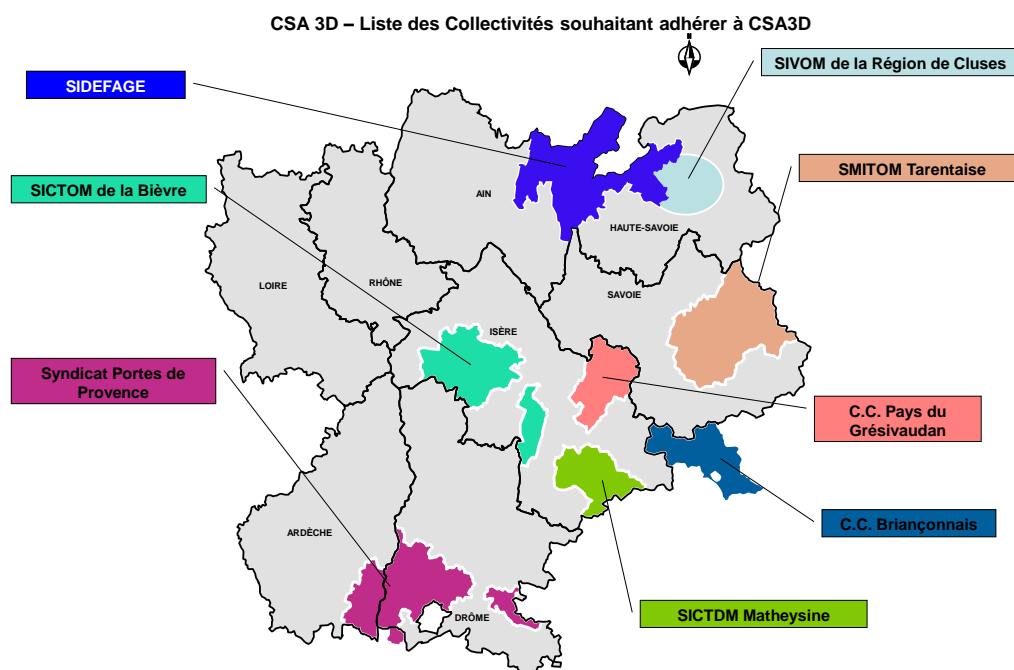 CSA 3D – Liste des Collectivités souhaitant adhérer à CSA3D
SIVOM de la Région de Cluses
SIDEFAGE
SMITOM Tarentaise
SICTOM de la Bièvre
AIN
HAUTE-SAVOIE
LOIRE
RHÔNE
SAVOIE
ISÈRE
Syndicat Portes de
Provence
C.C. Pays du
Grésivaudan
C.C. Briançonnais
ARDÈCHE
DRÔME
SICTDM Matheysine